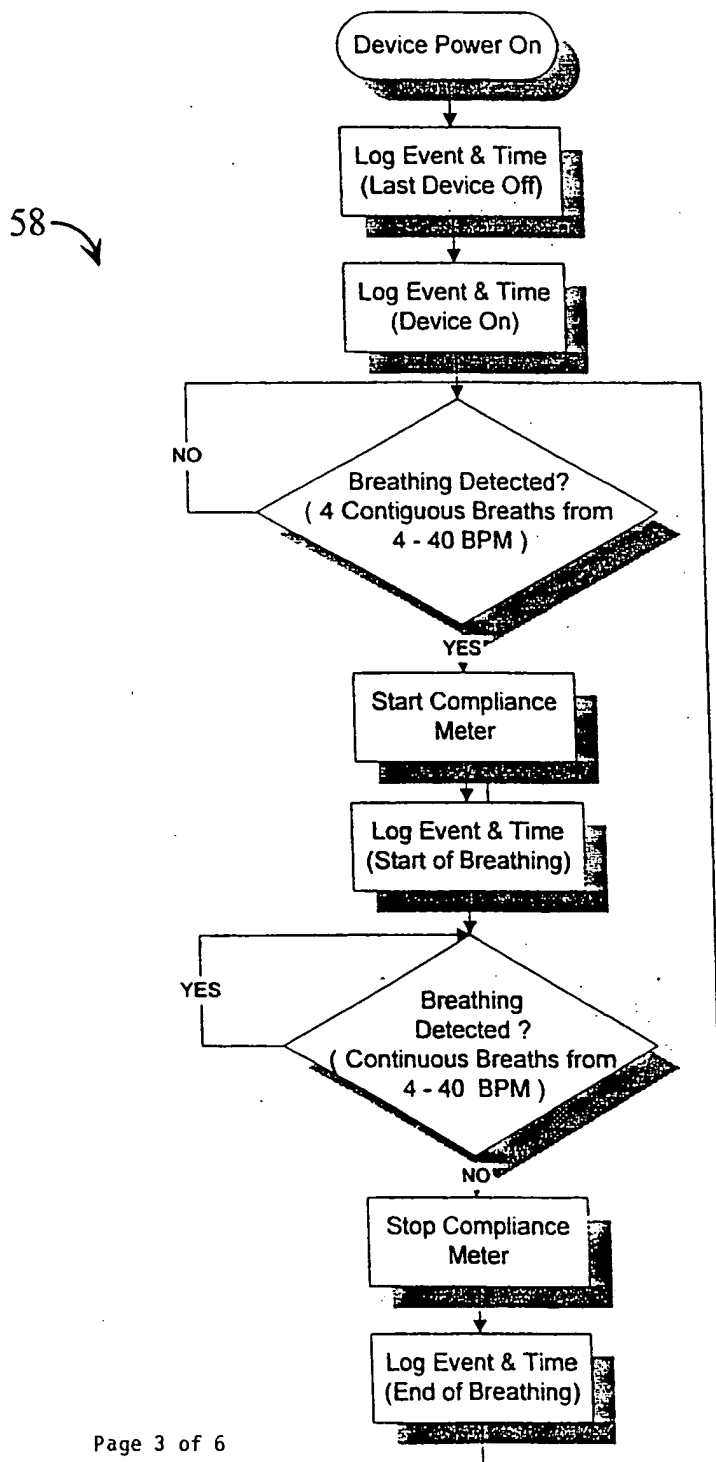 Device Power On
Log Event & Time
(Last Device Off)
58
Log Event & Time
(Device On)
NO
Breathing Detected?
( 4 Contiguous Breaths from
4 - 40 BPM )
YES
Start Compliance
Meter
Log Event & Time
(Start of Breathing)
YES
Breathing
Detected ?
( Continuous Breaths from
4 - 40 BPM )
NO
Stop Compliance
Meter
Log Event & Time
(End of Breathing)
Page 3 of 6